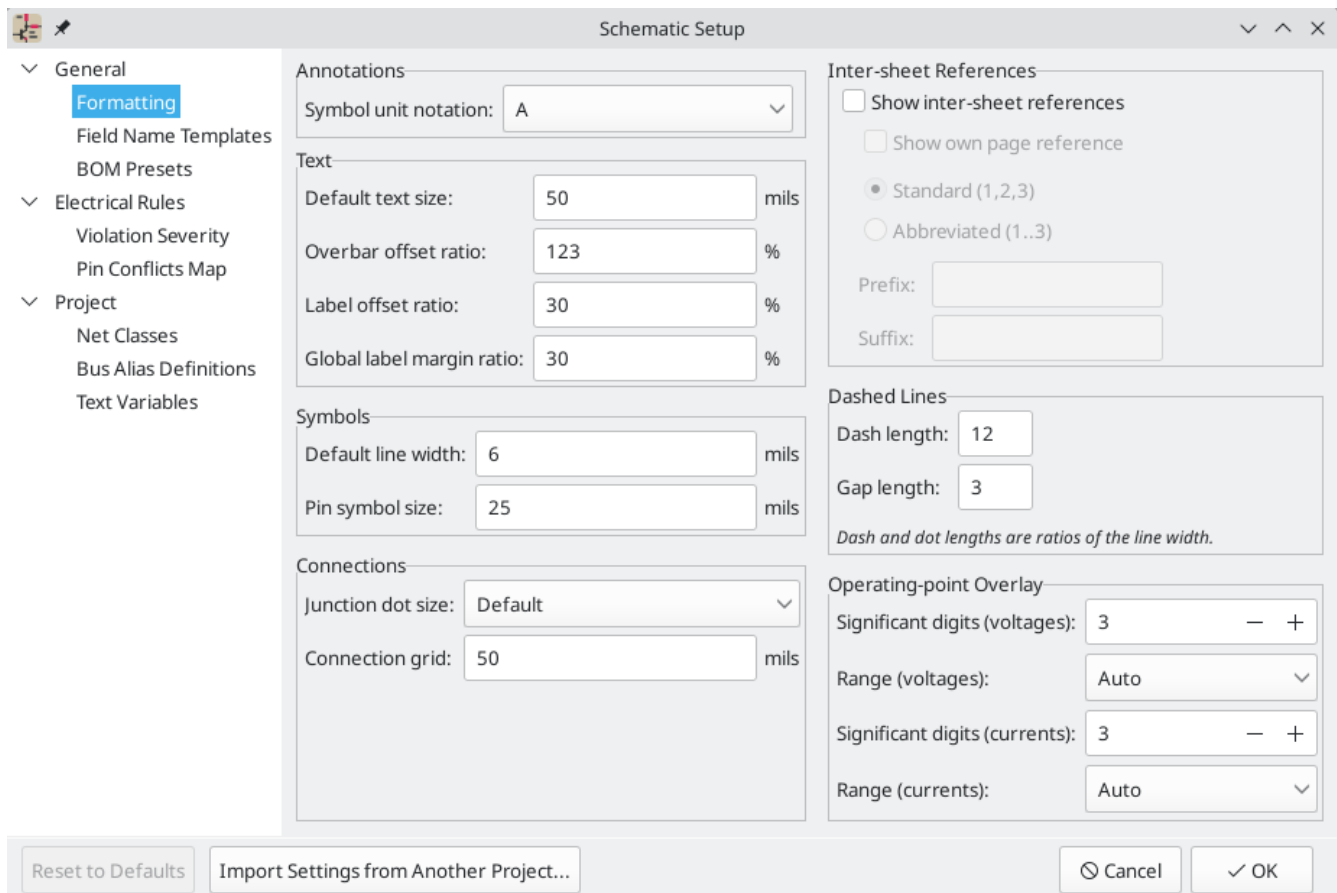 Schematic Setup
General
Formatting
Field Name Templates
BOM Presets
Electrical Rules
Violation Severity
Pin Conflicts Map
Project
Net Classes
Bus Alias Definitions
Text Variables
Annotations
Symbol unit notation: A
Text
Default text size: 50 mils
Overbar offset ratio: 123 %
Label offset ratio: 30 %
Global label margin ratio: 30 %
Symbols
Default line width: 6 mils
Pin symbol size: 25 mils
Connections
Junction dot size: Default
Connection grid: 50 mils
Inter-sheet References
Show inter-sheet references
Show own page reference
Standard (1,2,3)
Abbreviated (1..3)
Prefix:
Suffix:
Dashed Lines
Dash length: 12
Gap length: 3
Dash and dot lengths are ratios of the line width.
Operating-point Overlay
Significant digits (voltages): 3
Range (voltages): Auto
Significant digits (currents): 3
Range (currents): Auto
Reset to Defaults
Import Settings from Another Project...
Cancel
OK